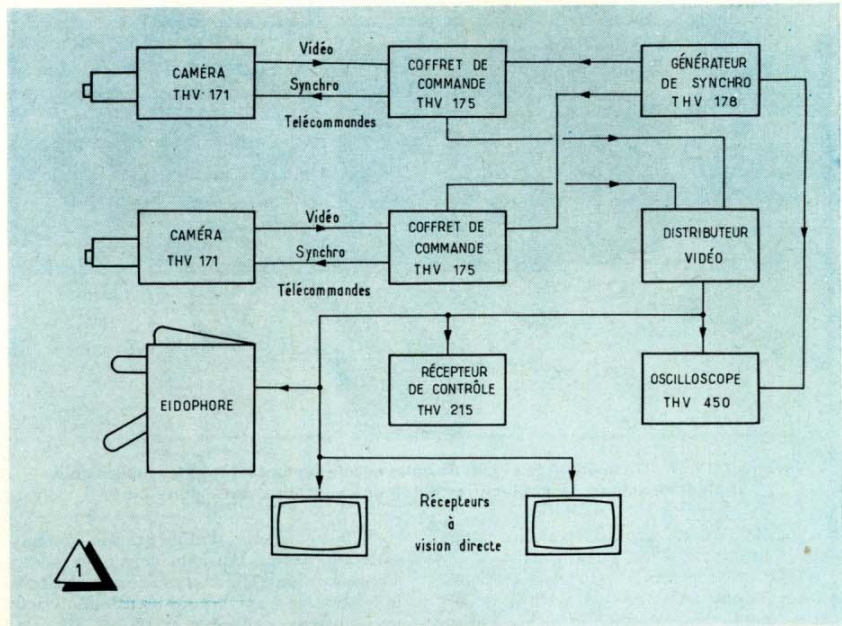 CAMÉRA
THV 171
Vidéo
Synchro
Télécommandes
COFFRET DE
COMMANDE
THV 175
GÉNÉRATEUR
DE SYNCHRO
THV 178
CAMÉRA
THV 171
Vidéo
Synchro
Télécommandes
COFFRET DE
COMMANDE
THV 175
DISTRIBUTEUR
VIDÉO
EIDOPHORE
RÉCEPTEUR
DE CONTRÔLE
THV 215
OSCILLOSCOPE
THV 450
Récepteurs
à
vision directe
1